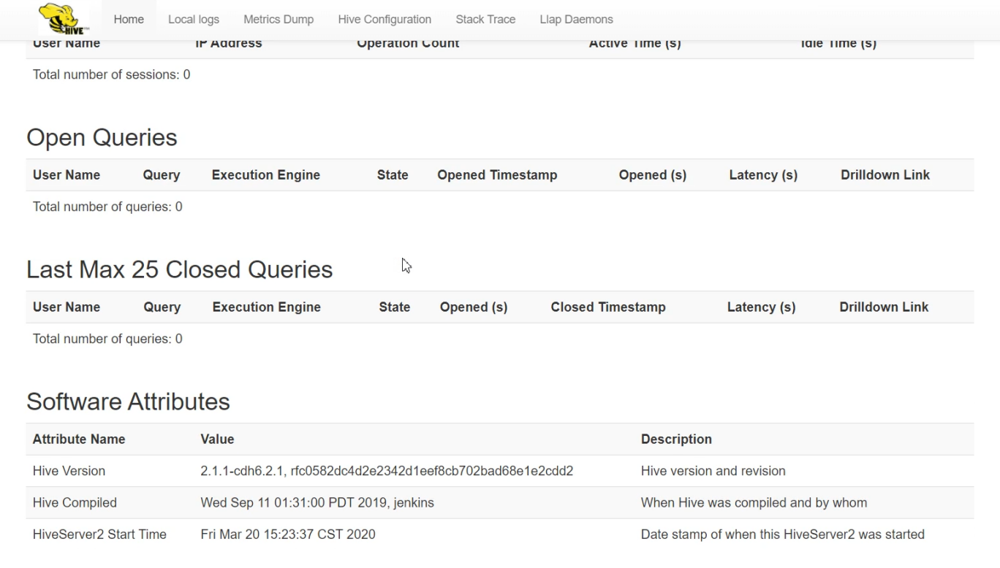 HIVE™ Home Local logs Metrics Dump Hive Configuration Stack Trace Llap Daemons
User Name IP Address Operation Count Active Time (s) Idle Time (s)
Total number of sessions: 0
Open Queries
User Name Query Execution Engine State Opened Timestamp Opened (s) Latency (s) Drilldown Link
Total number of queries: 0
Last Max 25 Closed Queries
User Name Query Execution Engine State Opened (s) Closed Timestamp Latency (s) Drilldown Link
Total number of queries: 0
Software Attributes
Attribute Name Value Description
Hive Version 2.1.1-cdh6.2.1, rfc0582dc4d2e2342d1eef8cb702bad68e1e2cdd2 Hive version and revision
Hive Compiled Wed Sep 11 01:31:00 PDT 2019, jenkins When Hive was compiled and by whom
HiveServer2 Start Time Fri Mar 20 15:23:37 CST 2020 Date stamp of when this HiveServer2 was started